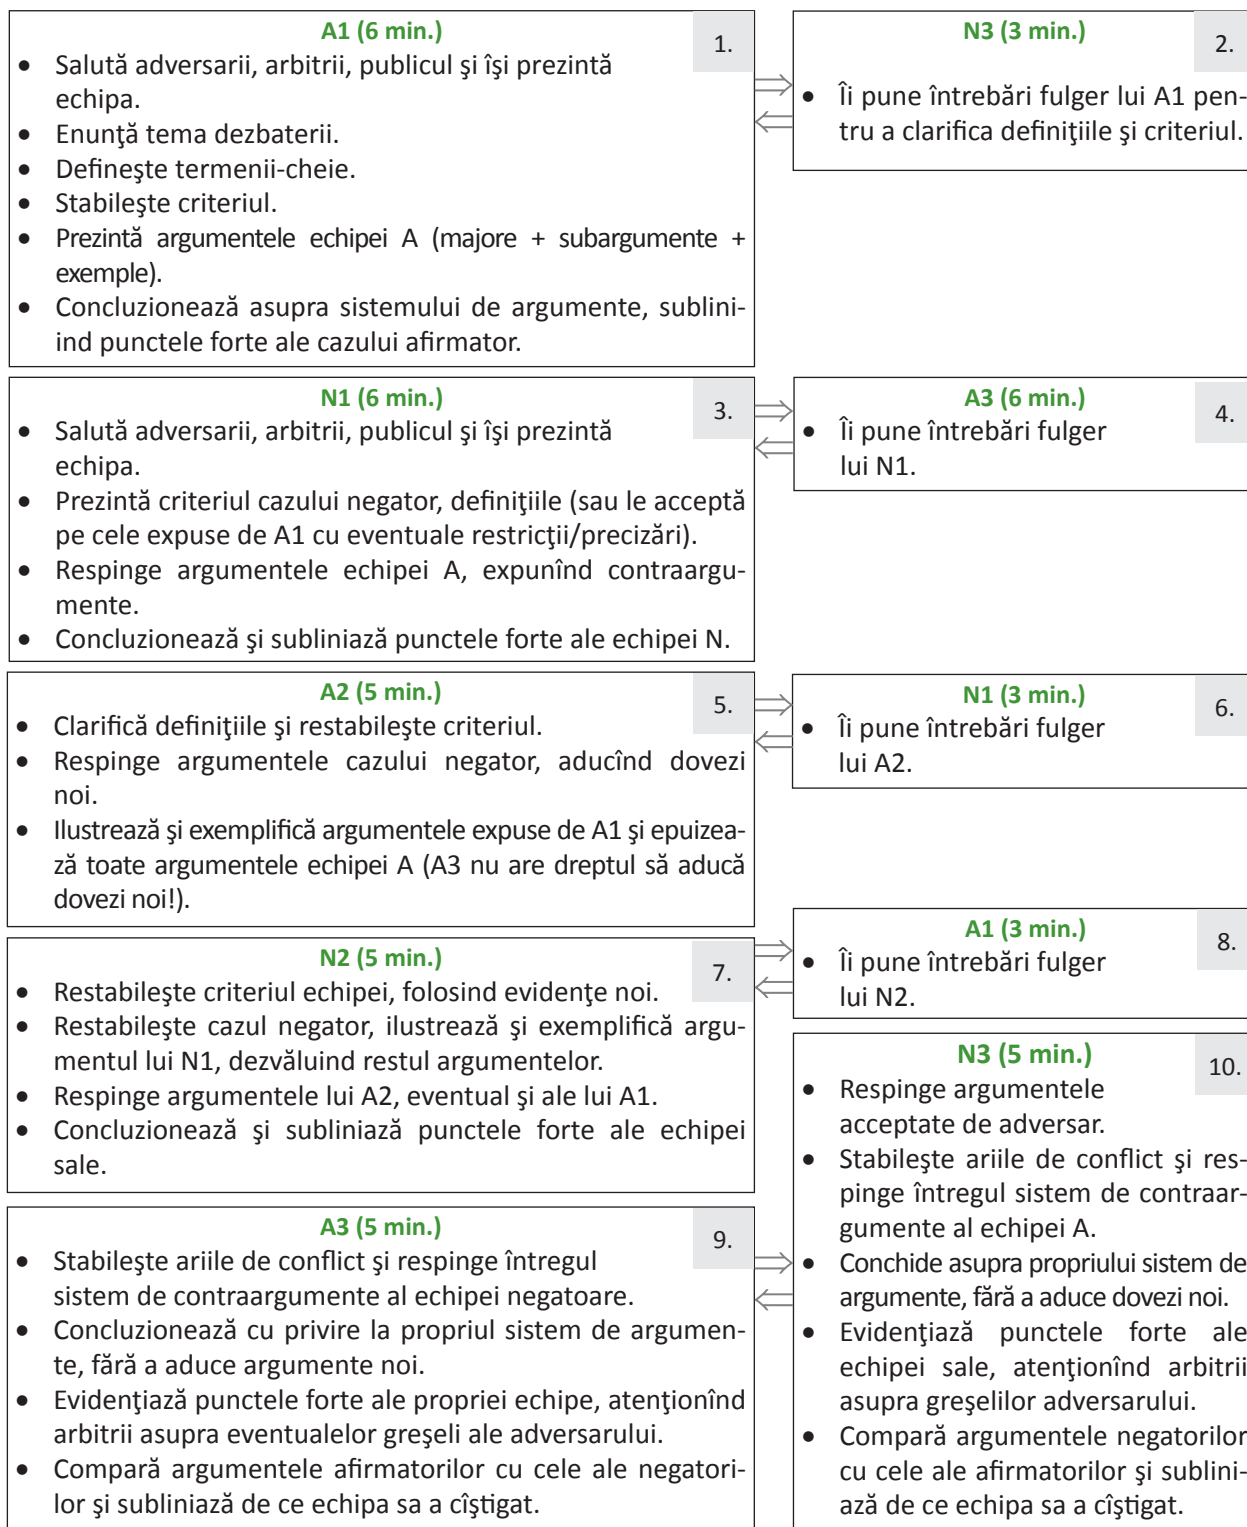 A1 (6 min.)
1.
• Salută adversarii, arbitrii, publicul şi îşi prezintă
echipa.
• Enunţă tema dezbaterii.
• Defineşte termenii-cheie.
• Stabileşte criteriul.
• Prezintă argumentele echipei A (majore + subargumente +
exemple).
• Concluzionează asupra sistemului de argumente, sublini-
ind punctele forte ale cazului afirmator.
N3 (3 min.)
2.
• Îi pune întrebări fulger lui A1 pen-
tru a clarifica definiţiile şi criteriul.
N1 (6 min.)
3.
• Salută adversarii, arbitrii, publicul şi îşi prezintă
echipa.
• Prezintă criteriul cazului negator, definiţiile (sau le acceptă
pe cele expuse de A1 cu eventuale restricţii/precizări).
• Respinge argumentele echipei A, expunînd contraargu-
mente.
• Concluzionează şi subliniază punctele forte ale echipei N.
A3 (6 min.)
4.
• Îi pune întrebări fulger
lui N1.
A2 (5 min.)
5.
• Clarifică definiţiile şi restabileşte criteriul.
• Respinge argumentele cazului negator, aducînd dovezi
noi.
• Ilustrează şi exemplifică argumentele expuse de A1 şi epuizea-
ză toate argumentele echipei A (A3 nu are dreptul să aducă
dovezi noi!).
N1 (3 min.)
6.
• Îi pune întrebări fulger
lui A2.
N2 (5 min.)
7.
• Restabileşte criteriul echipei, folosind evidenţe noi.
• Restabileşte cazul negator, ilustrează şi exemplifică argu-
mentul lui N1, dezvăluind restul argumentelor.
• Respinge argumentele lui A2, eventual şi ale lui A1.
• Concluzionează şi subliniază punctele forte ale echipei
sale.
A1 (3 min.)
8.
• Îi pune întrebări fulger
lui N2.
A3 (5 min.)
9.
• Stabileşte ariile de conflict şi respinge întregul
sistem de contraargumente al echipei negatoare.
• Concluzionează cu privire la propriul sistem de argumen-
te, fără a aduce argumente noi.
• Evidenţiază punctele forte ale propriei echipe, atenţionînd
arbitrii asupra eventualelor greşeli ale adversarului.
• Compară argumentele afirmatorilor cu cele ale negatori-
lor şi subliniază de ce echipa sa a cîştigat.
N3 (5 min.)
10.
• Respinge argumentele
acceptate de adversar.
• Stabileşte ariile de conflict şi res-
pinge întregul sistem de contraar-
gumente al echipei A.
• Conchide asupra propriului sistem de
argumente, fără a aduce dovezi noi.
• Evidenţiază punctele forte ale
echipei sale, atenţionînd arbitrii
asupra greşelilor adversarului.
• Compară argumentele negatorilor
cu cele ale afirmatorilor şi sublini-
ază de ce echipa sa a cîştigat.